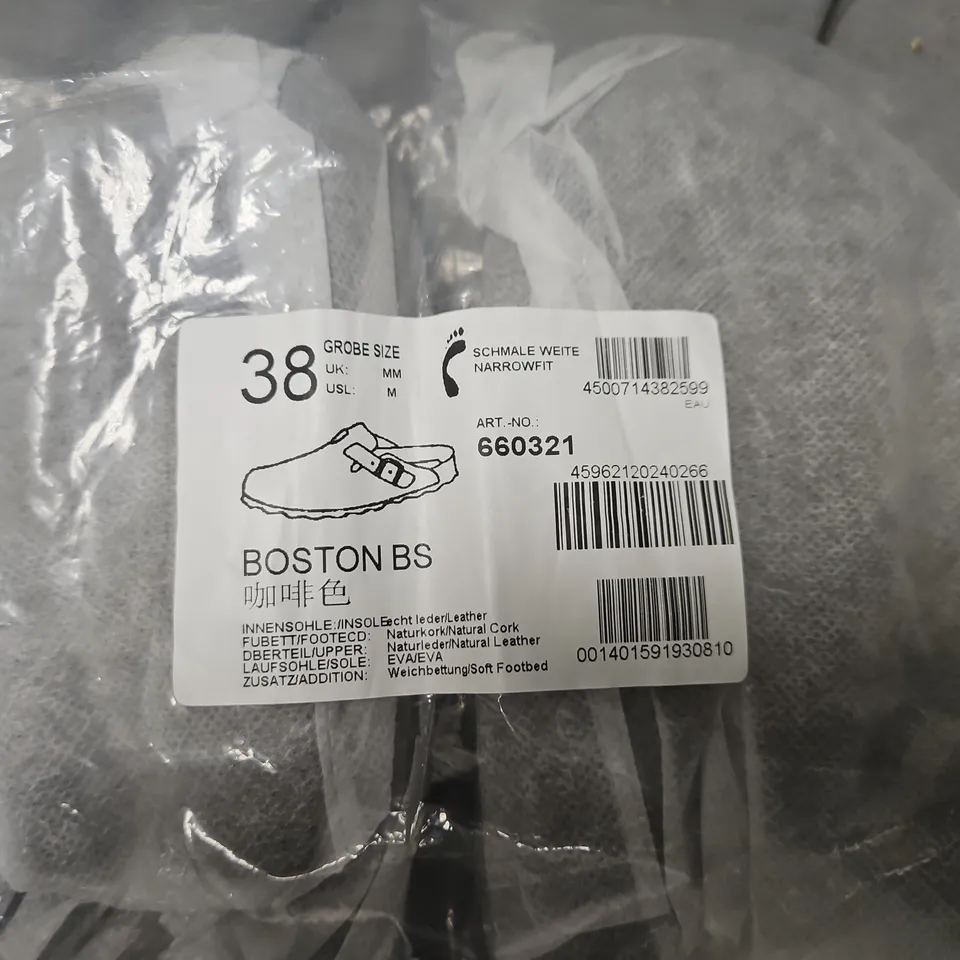 38
GROBE SIZE
UK: MM
USL: M
SCHMALE WEITE
NARROWFIT
4500714382599
EAU
ART.-NO.:
660321
45962120240266
BOSTON BS
咖啡色
INNENSOHLE:/INSOLE echt leder/Leather
FUBETT/FOOTECD: Naturkork/Natural Cork
DBERTEIL/UPPER: Naturleder/Natural Leather
LAUFSOHLE/SOLE: EVA/EVA
ZUSATZ/ADDITION: Weichbettung/Soft Footbed
001401591930810